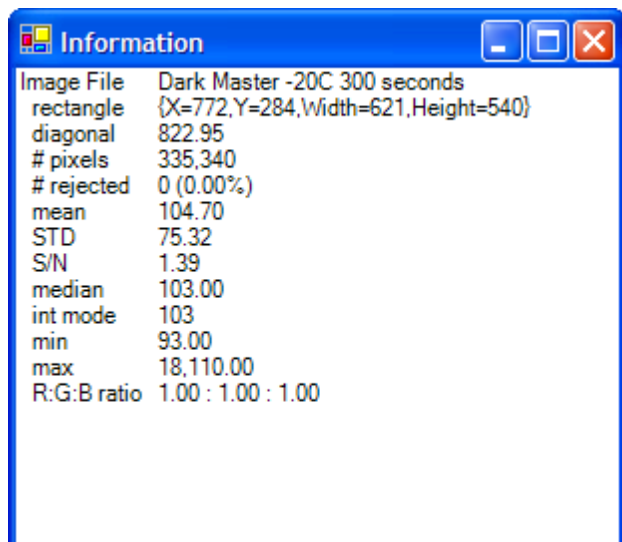 Information
Image File Dark Master -20C 300 seconds
rectangle {X=772,Y=284,Width=621,Height=540}
diagonal 822.95
# pixels 335,340
# rejected 0 (0.00%)
mean 104.70
STD 75.32
S/N 1.39
median 103.00
int mode 103
min 93.00
max 18,110.00
R:G:B ratio 1.00 : 1.00 : 1.00